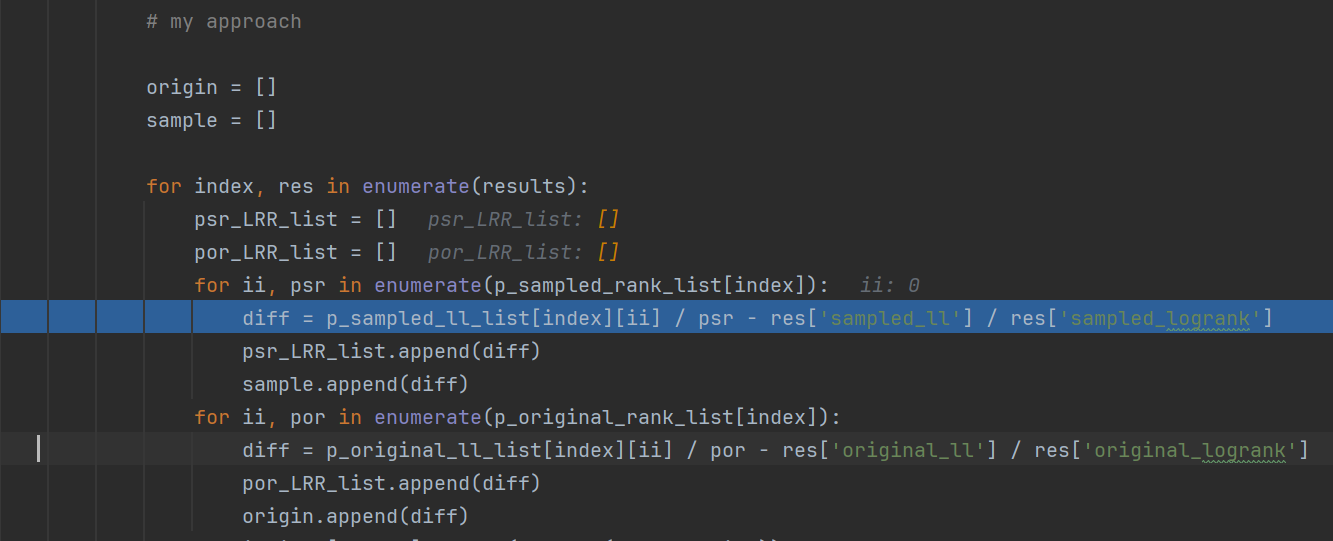 # my approach
origin = []
sample = []
for index, res in enumerate(results):
psr_LRR_list = [] psr_LRR_list: []
por_LRR_list = [] por_LRR_list: []
for ii, psr in enumerate(p_sampled_rank_list[index]): ii: 0
diff = p_sampled_ll_list[index][ii] / psr - res['sampled_ll'] / res['sampled_logrank']
psr_LRR_list.append(diff)
sample.append(diff)
for ii, por in enumerate(p_original_rank_list[index]):
diff = p_original_ll_list[index][ii] / por - res['original_ll'] / res['original_logrank']
por_LRR_list.append(diff)
origin.append(diff)